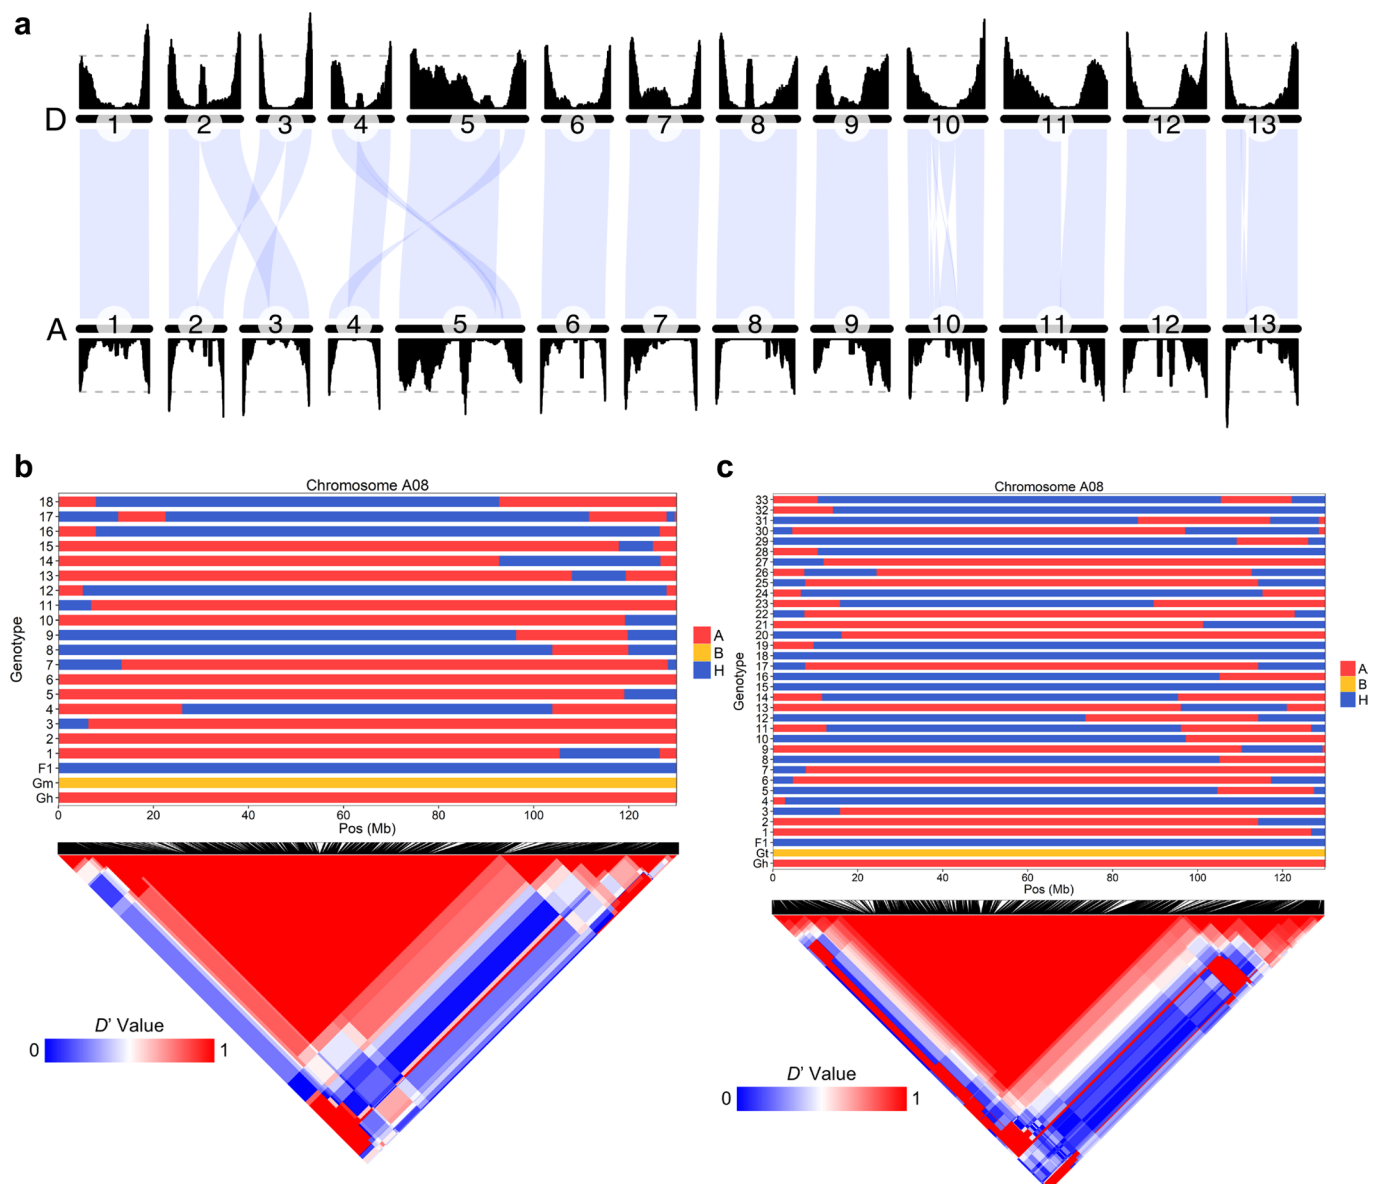 a
D 1 2 3 4 5 6 7 8 9 10 11 12 13
A 1 2 3 4 5 6 7 8 9 10 11 12 13
b
Chromosome A08
18
17
16
15
14
13
12
11
10
9
8
7
6
5
4
3
2
1
F1
Gm
Gh
Genotype
0 20 40 60 80 100 120
Pos (Mb)
A
B
H
D' Value
0 1
c
Chromosome A08
33
32
31
30
29
28
27
26
25
24
23
22
21
20
19
18
17
16
15
14
13
12
11
10
9
8
7
6
5
4
3
2
1
F1
Gt
Gh
Genotype
0 20 40 60 80 100 120
Pos (Mb)
A
B
H
D' Value
0 1